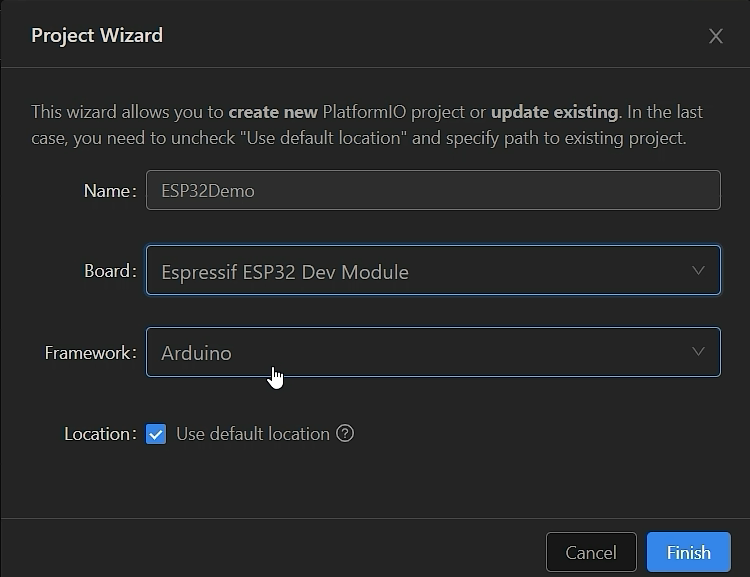 Project Wizard
This wizard allows you to create new PlatformIO project or update existing. In the last
case, you need to uncheck "Use default location" and specify path to existing project.
Name: ESP32Demo
Board: Espressif ESP32 Dev Module
Framework: Arduino
Location: Use default location ?
Cancel Finish